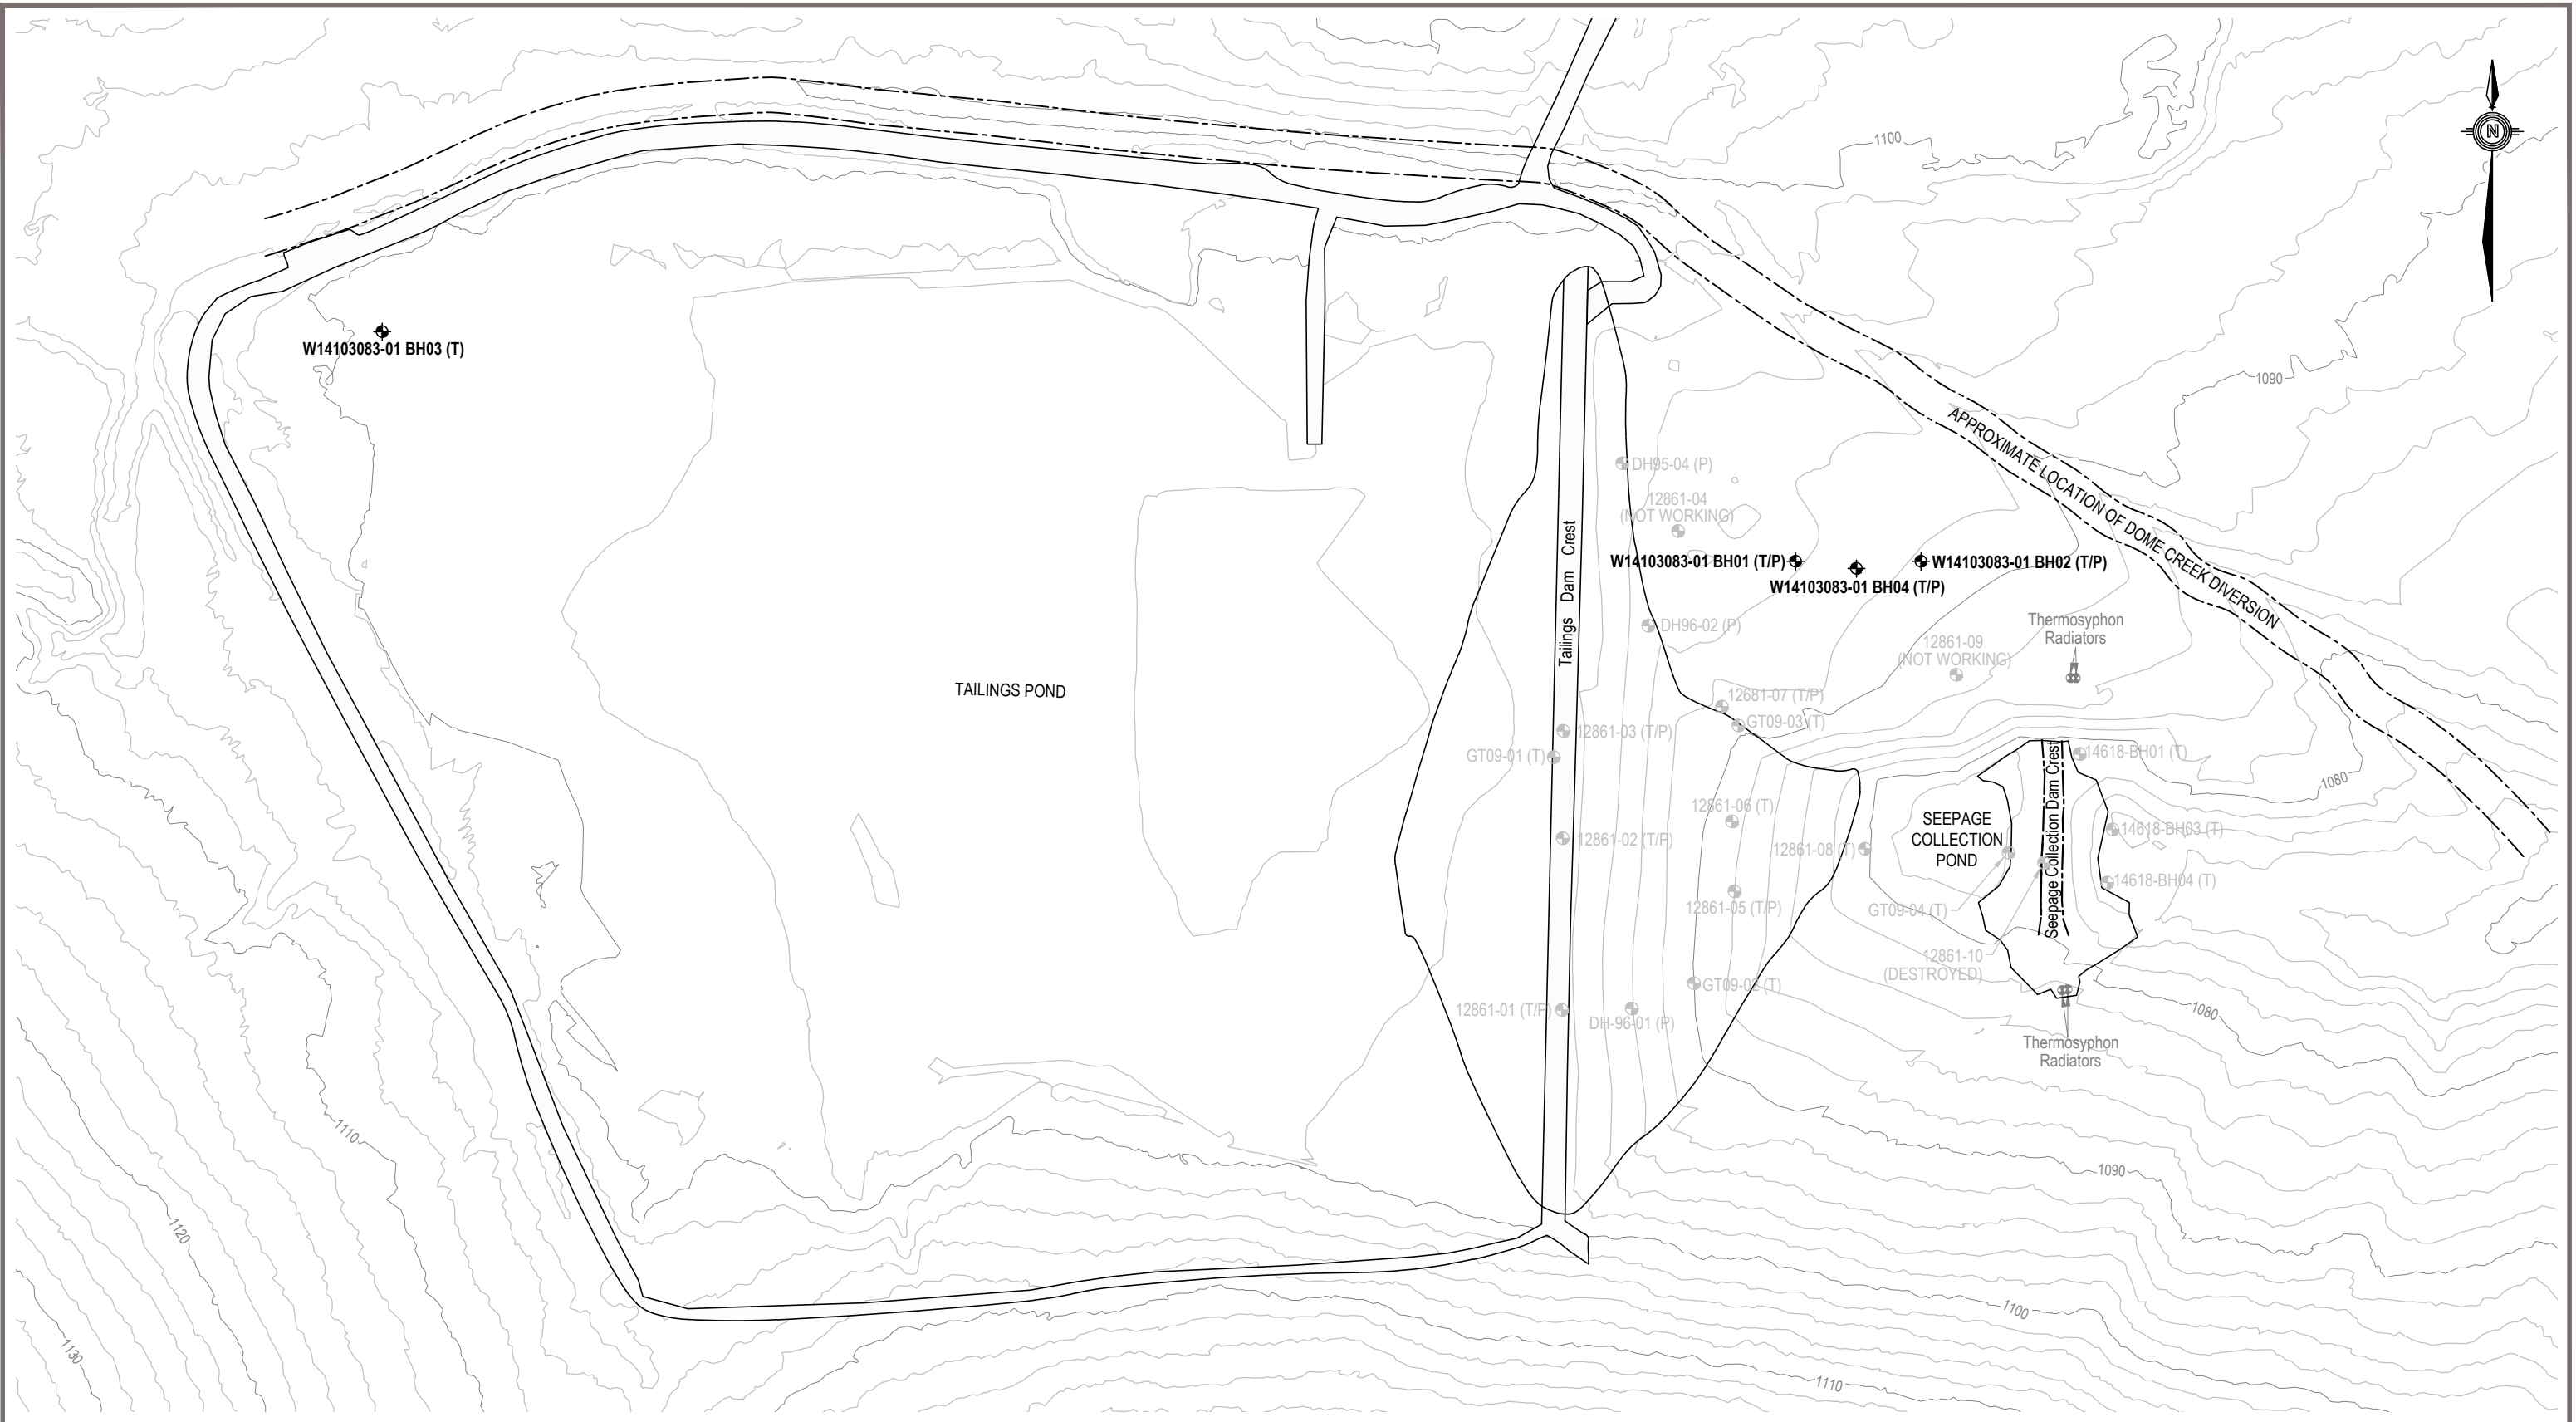 N
1100
1090
W14103083-01 BH03 (T)
APPROXIMATE LOCATION OF DOME CREEK DIVERSION
DH95-04 (P)
12861-04
(NOT WORKING)
Tailings Dam Crest
W14103083-01 BH01 (T/P)
W14103083-01 BH02 (T/P)
W14103083-01 BH04 (T/P)
DH96-02 (P)
Thermosyphon
Radiators
12861-09
(NOT WORKING)
TAILINGS POND
12681-07 (T/P)
GT09-03 (T)
12861-03 (T/P)
GT09-01 (T)
14618-BH01 (T)
1080
12861-06 (T)
SEEPAGE
COLLECTION
POND
Seepage Collection Dam Crest
14618-BH03 (T)
12861-02 (T/P)
12861-08 (T)
14618-BH04 (T)
12861-05 (T/P)
GT09-04 (T)
12861-10
(DESTROYED)
GT09-02 (T)
12861-01 (T/P)
DH-96-01 (P)
1080
Thermosyphon
Radiators
1110
1090
1120
1100
1130
1110